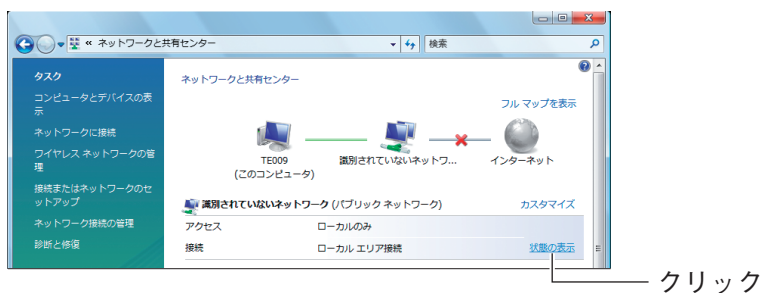 « ネットワークと共有センター
検索
タスク
コンピュータとデバイスの表
示
ネットワークに接続
ワイヤレス ネットワークの管
理
接続またはネットワークのセ
ットアップ
ネットワーク接続の管理
診断と修復
ネットワークと共有センター
フル マップを表示
TE009
(このコンピュータ)
識別されていないネットワ...
インターネット
識別されていないネットワーク (パブリック ネットワーク)
カスタマイズ
アクセス
ローカルのみ
接続
ローカル エリア接続
状態の表示
クリック